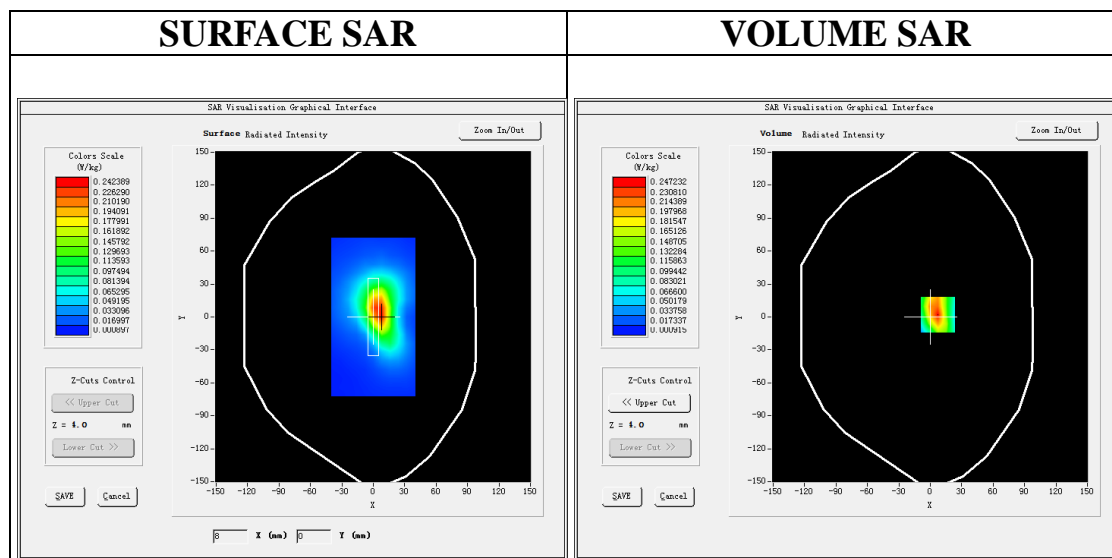 SURFACE SAR
VOLUME SAR
SAR Visualisation Graphical Interface
Surface Radiated Intensity
Zoom In/Out
Colors Scale
(W/kg)
0.242389
0.226290
0.210190
0.194091
0.177991
0.161892
0.145792
0.129693
0.113593
0.097494
0.081394
0.065295
0.049195
0.033096
0.016997
0.000897
150
120
90
60
30
0
-30
-60
-90
-120
-150
Y
-150 -120 -90 -60 -30 0 30 60 90 120 150
X
Z-Cuts Control
<< Upper Cut
Z = 4.0 mm
Lower Cut >>
SAVE Cancel
8 X (mm) 0 Y (mm)
SAR Visualisation Graphical Interface
Volume Radiated Intensity
Zoom In/Out
Colors Scale
(W/kg)
0.247232
0.230810
0.214389
0.197968
0.181547
0.165126
0.148705
0.132284
0.115863
0.099442
0.083021
0.066600
0.050179
0.033758
0.017337
0.000915
150
120
90
60
30
0
-30
-60
-90
-120
-150
Y
-150 -120 -90 -60 -30 0 30 60 90 120 150
X
Z-Cuts Control
<< Upper Cut
Z = 4.0 mm
Lower Cut >>
SAVE Cancel